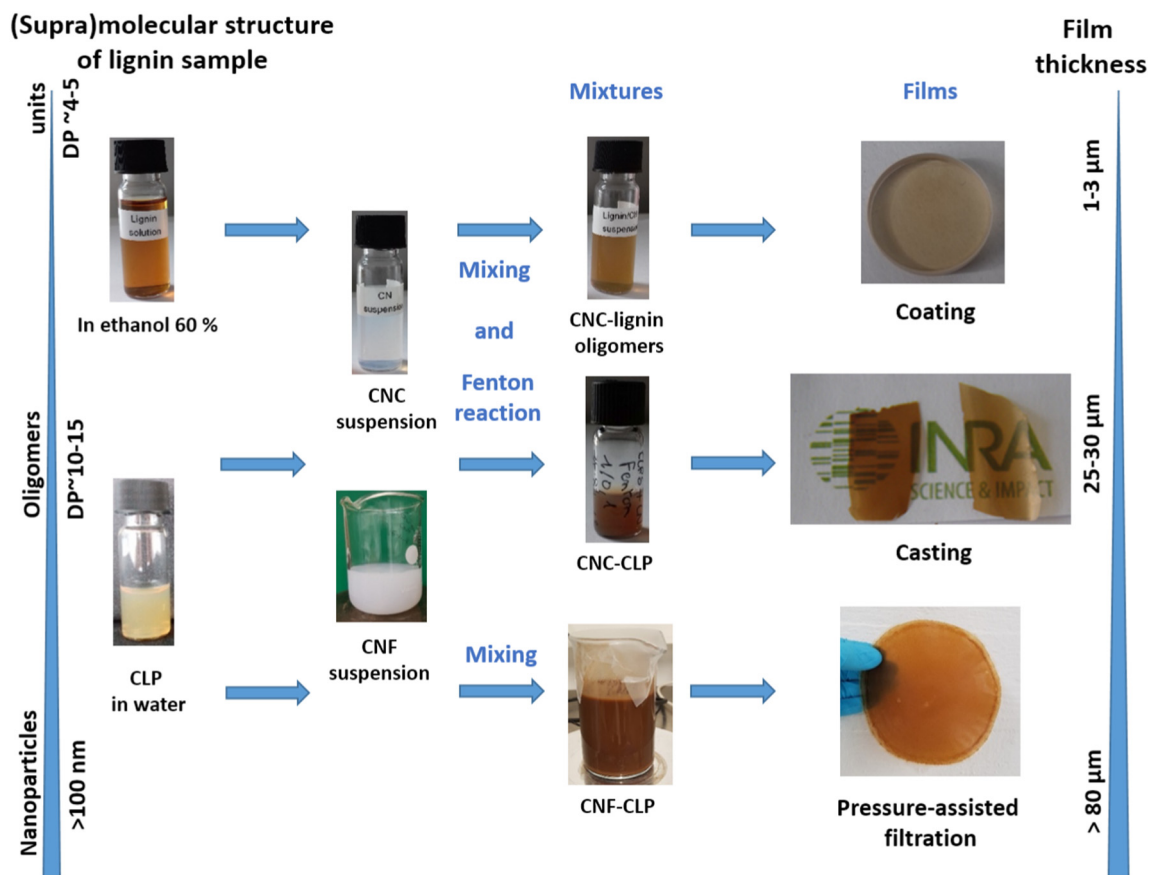 (Supra)molecular structure
of lignin sample
Film
thickness
units
DP ~4-5
Mixtures
Films
1-3 µm
Lignin
solution
suspension
In ethanol 60 %
CN
suspension
Mixing
and
Fenton
reaction
CNC-lignin
oligomers
Coating
CNC
suspension
Oligomers
DP~10-15
Fenton
INRA
SCIENCE & IMPACT
25-30 µm
CNC-CLP
Casting
CLP
in water
CNF
suspension
Mixing
CNF-CLP
Nanoparticles
>100 nm
> 80 µm
Pressure-assisted
filtration